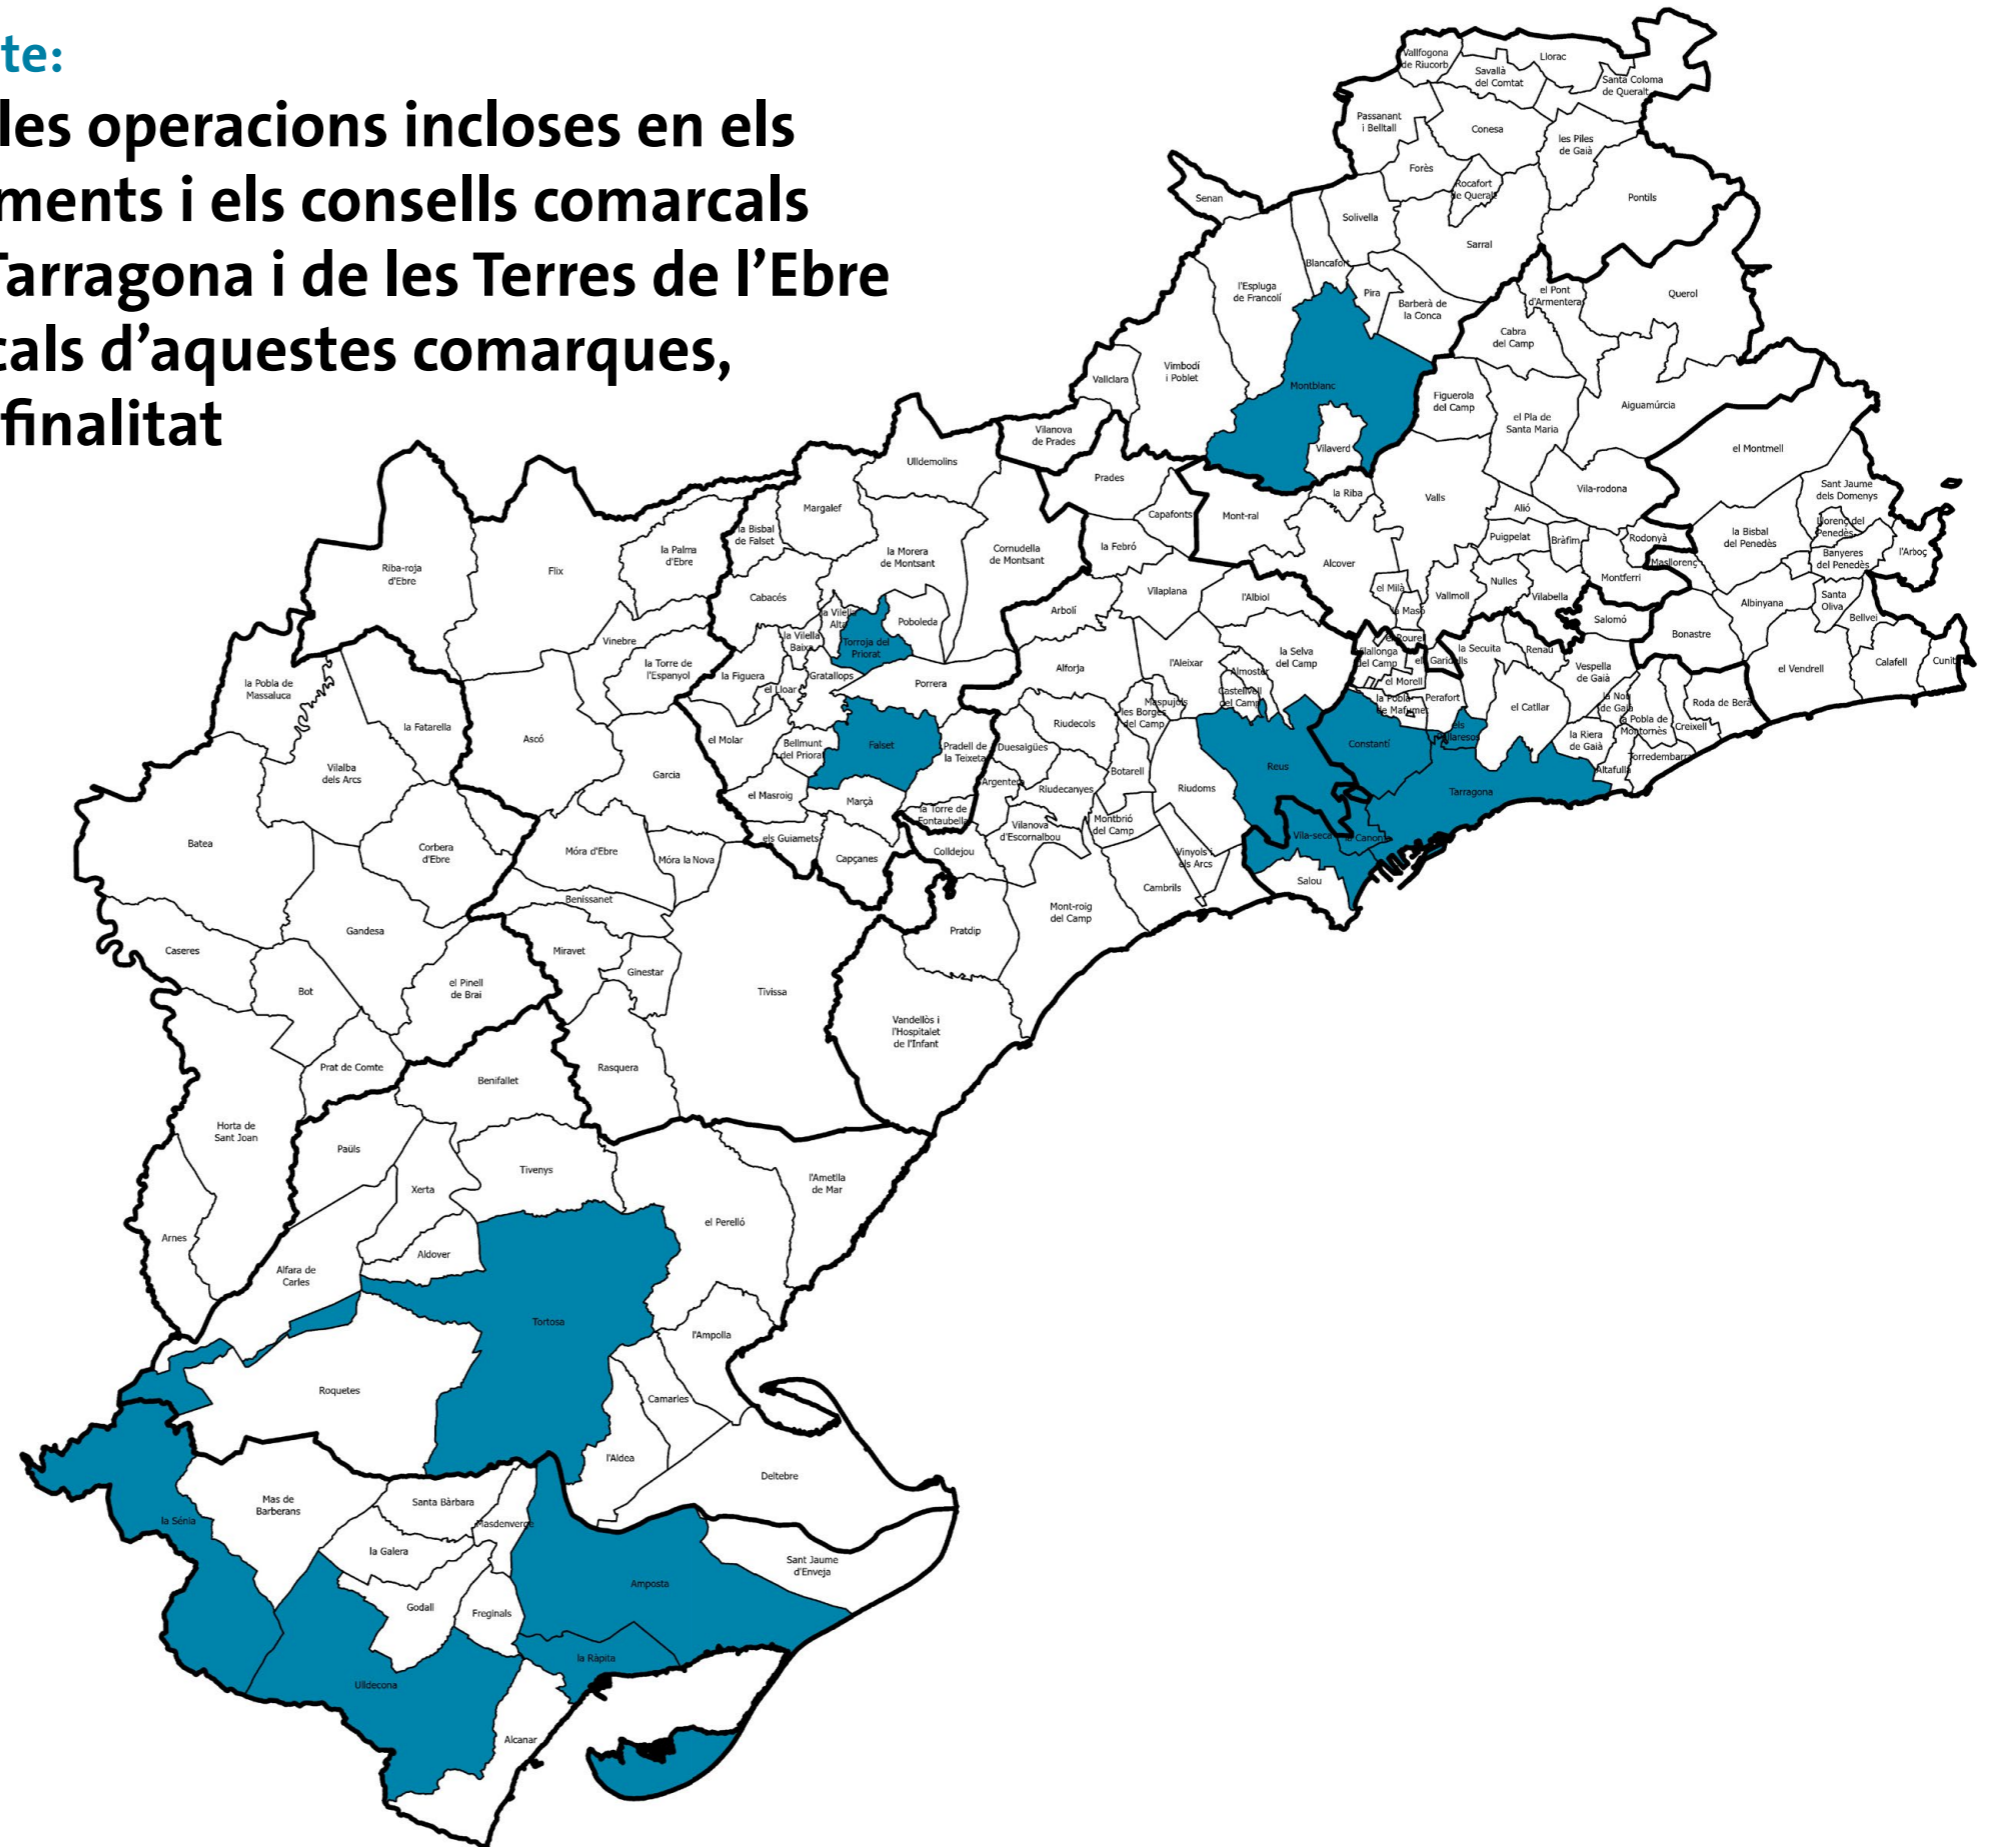 te:
les operacions incloses en els
ments i els consells comarcals
Tarragona i de les Terres de l'Ebre
cals d'aquestes comarques,
finalitat
Vallfogona
de Riucorb
Llorac
Savallà
del Comtat
Santa Coloma
de Queralt
Passanant
i Belltall
Conesa
les Piles
de Gaià
Forès
Rocafort
de Queralt
Pontils
Senan
Solivella
Sarral
Blancafort
l'Espluga
de Francolí
Pira
Barberà de
la Conca
el Pont
d'Armentera
Querol
Cabra
del Camp
Vimbodí
i Poblet
Vallclara
Montblanc
Figuerola
del Camp
el Pla de
Santa Maria
Aiguamúrcia
Vilanova
de Prades
Vilaverd
el Montmell
Ulldemolins
Prades
la Riba
Valls
Vila-rodona
Sant Jaume
dels Domenys
Margalef
Capafonts
Mont-ral
Alió
la Bisbal
de Falset
la Palma
d'Ebre
la Morera
de Montsant
Cornudella
de Montsant
la Febró
Puigpelat
Bràfim
Rodonyà
la Bisbal
del Penedès
Llorenç del
Penedès
Banyeres
del Penedès
l'Arboç
Riba-roja
d'Ebre
Flix
Alcover
Masllorenç
Montferri
Cabacés
Vilaplana
l'Albiol
el Milà
Vallmoll
Nulles
Vilabella
Albinyana
Santa
Oliva
la Vilella
Alta
Poboleda
Arbolí
la Masó
Salomó
Bellvei
Vinebre
la Vilella
Baixa
Torroja del
Priorat
el Rourell
Bonastre
la Torre de
l'Espanyol
la Figuera
Gratallops
Alforja
l'Aleixar
la Selva
del Camp
Vilallonga
del Camp
els Garidells
la Secuita
Renau
Vespella
de Gaià
el Vendrell
Calafell
Cunit
la Pobla de
Massaluca
el Lloar
Porrera
Almoster
Castellvell
del Camp
el Morell
la Pobla
de Mafumet
Perafort
el Catllar
la Nou
de Gaià
Roda de Berà
la Fatarella
Maspujols
les Borges
del Camp
Riudecols
la Pobla de
Montornès
Creixell
Ascó
el Molar
Bellmunt
del Priorat
Falset
Pradell de
la Teixeta
Duesaigües
Constantí
els
Pallaresos
la Riera
de Gaià
Torredembarra
Altafulla
Vilalba
dels Arcs
Garcia
Reus
Botarell
Argentera
Riudecanyes
Riudoms
Tarragona
el Masroig
Marçà
la Torre de
Fontaubella
Vilanova
d'Escornalbou
Montbrió
del Camp
Batea
Corbera
d'Ebre
Móra d'Ebre
Móra la Nova
els Guiamets
Capçanes
Colldejou
Vinyols i
els Arcs
Vila-seca
la Canonja
Salou
Cambrils
Benissanet
Mont-roig
del Camp
Gandesa
Pratdip
Caseres
Miravet
Ginestar
Bot
el Pinell
de Brai
Tivissa
Vandellòs i
l'Hospitalet
de l'Infant
Prat de Comte
Benifallet
Rasquera
Horta de
Sant Joan
Paüls
Tivenys
l'Ametlla
de Mar
Xerta
el Perelló
Arnes
Aldover
Alfara de
Carles
Tortosa
l'Ampolla
Roquetes
Camarles
l'Aldea
Deltebre
Mas de
Barberans
Santa Bàrbara
Masdenverge
la Sénia
la Galera
Sant Jaume
d'Enveja
Amposta
Godall
Freginals
la Ràpita
Ulldecona
Alcanar